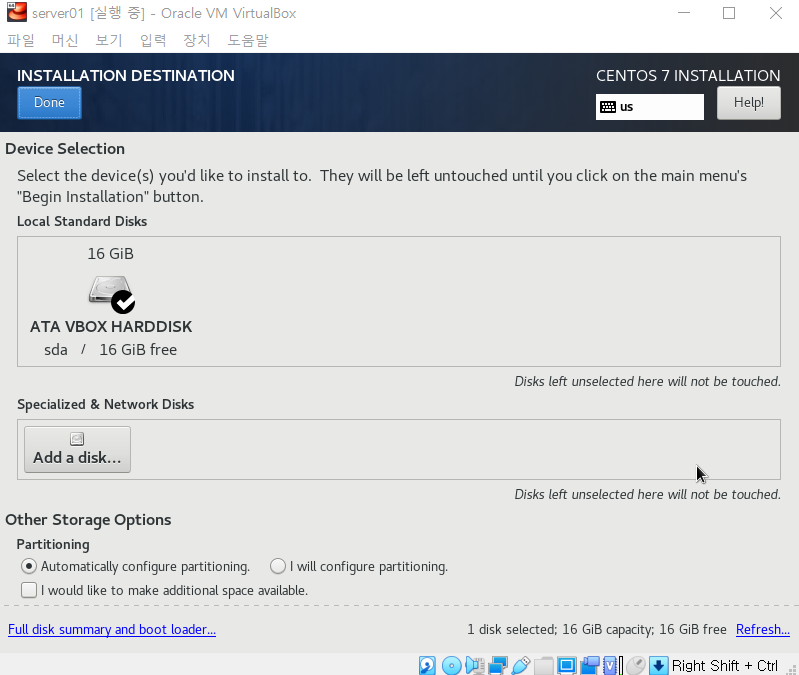 server01 [실행 중] - Oracle VM VirtualBox
파일 머신 보기 입력 장치 도움말
INSTALLATION DESTINATION
CENTOS 7 INSTALLATION
Done
us
Help!
Device Selection
Select the device(s) you'd like to install to. They will be left untouched until you click on the main menu's
"Begin Installation" button.
Local Standard Disks
16 GiB
ATA VBOX HARDDISK
sda / 16 GiB free
Disks left unselected here will not be touched.
Specialized & Network Disks
Add a disk...
Disks left unselected here will not be touched.
Other Storage Options
Partitioning
Automatically configure partitioning. I will configure partitioning.
I would like to make additional space available.
Full disk summary and boot loader... 1 disk selected; 16 GiB capacity; 16 GiB free Refresh...
Right Shift + Ctrl